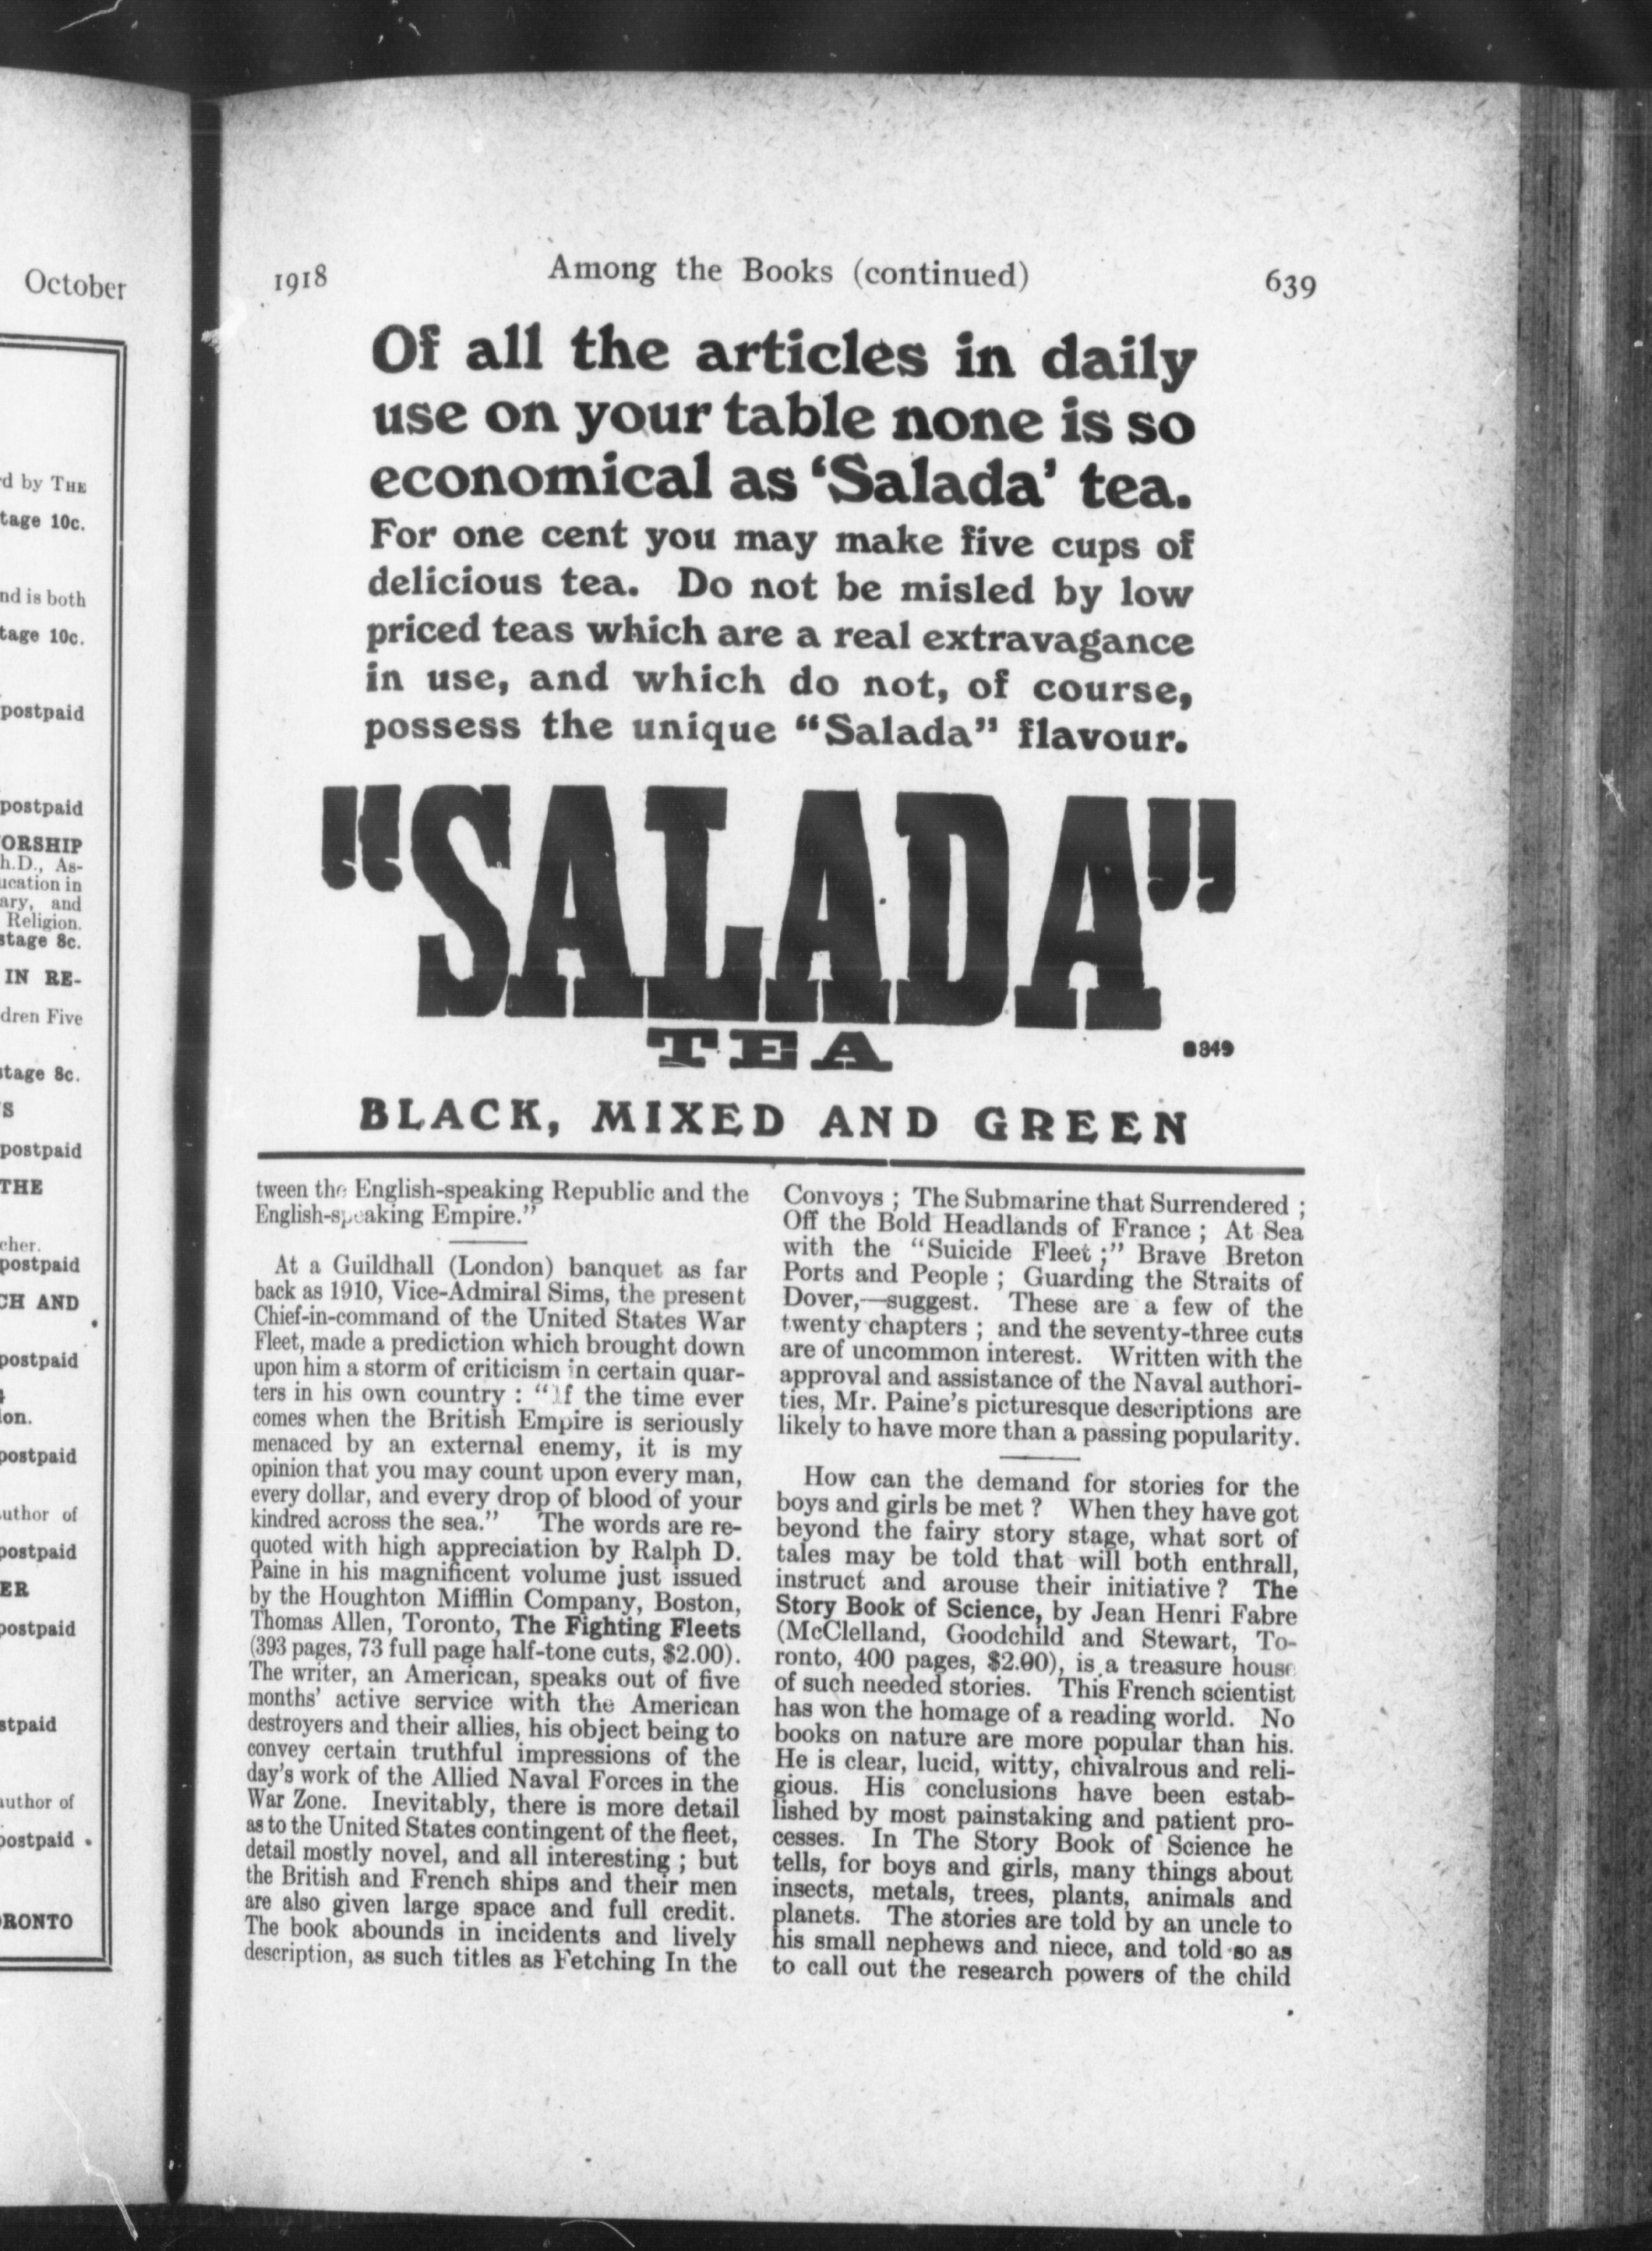 October
d by THE
tage 10c.
nd is both
tage 10c.
postpaid
postpaid
ORSHIP
h.D., As-
ucation in
ary, and
Religion.
stage 8c.
IN RE-
dren Five
stage 8c.
'S
postpaid
THE
cher.
postpaid
CH AND
postpaid
ion.
postpaid
author of
postpaid
ER
postpaid
stpaid
author of
postpaid
RONTO
1918 Among the Books (continued) 639
Of all the articles in daily
use on your table none is so
economical as ‘Salada’ tea.
For one cent you may make five cups of
delicious tea. Do not be misled by low
priced teas which are a real extravagance
in use, and which do not, of course,
possess the unique “Salada” flavour.
“SALADA”
TEA
B349
BLACK, MIXED AND GREEN
tween the English-speaking Republic and the
English-speaking Empire.”
At a Guildhall (London) banquet as far
back as 1910, Vice-Admiral Sims, the present
Chief-in-command of the United States War
Fleet, made a prediction which brought down
upon him a storm of criticism in certain quar-
ters in his own country : “If the time ever
comes when the British Empire is seriously
menaced by an external enemy, it is my
opinion that you may count upon every man,
every dollar, and every drop of blood of your
kindred across the sea.” The words are re-
quoted with high appreciation by Ralph D.
Paine in his magnificent volume just issued
by the Houghton Mifflin Company, Boston,
Thomas Allen, Toronto, The Fighting Fleets
(393 pages, 73 full page half-tone cuts, $2.00).
The writer, an American, speaks out of five
months’ active service with the American
destroyers and their allies, his object being to
convey certain truthful impressions of the
day’s work of the Allied Naval Forces in the
War Zone. Inevitably, there is more detail
as to the United States contingent of the fleet,
detail mostly novel, and all interesting ; but
the British and French ships and their men
are also given large space and full credit.
The book abounds in incidents and lively
description, as such titles as Fetching In the
Convoys ; The Submarine that Surrendered ;
Off the Bold Headlands of France ; At Sea
with the “Suicide Fleet ;” Brave Breton
Ports and People ; Guarding the Straits of
Dover,—suggest. These are a few of the
twenty chapters ; and the seventy-three cuts
are of uncommon interest. Written with the
approval and assistance of the Naval authori-
ties, Mr. Paine’s picturesque descriptions are
likely to have more than a passing popularity.
How can the demand for stories for the
boys and girls be met ? When they have got
beyond the fairy story stage, what sort of
tales may be told that will both enthrall,
instruct and arouse their initiative ? The
Story Book of Science, by Jean Henri Fabre
(McClelland, Goodchild and Stewart, To-
ronto, 400 pages, $2.00), is a treasure house
of such needed stories. This French scientist
has won the homage of a reading world. No
books on nature are more popular than his.
He is clear, lucid, witty, chivalrous and reli-
gious. His conclusions have been estab-
lished by most painstaking and patient pro-
cesses. In The Story Book of Science he
tells, for boys and girls, many things about
insects, metals, trees, plants, animals and
planets. The stories are told by an uncle to
his small nephews and niece, and told so as
to call out the research powers of the child